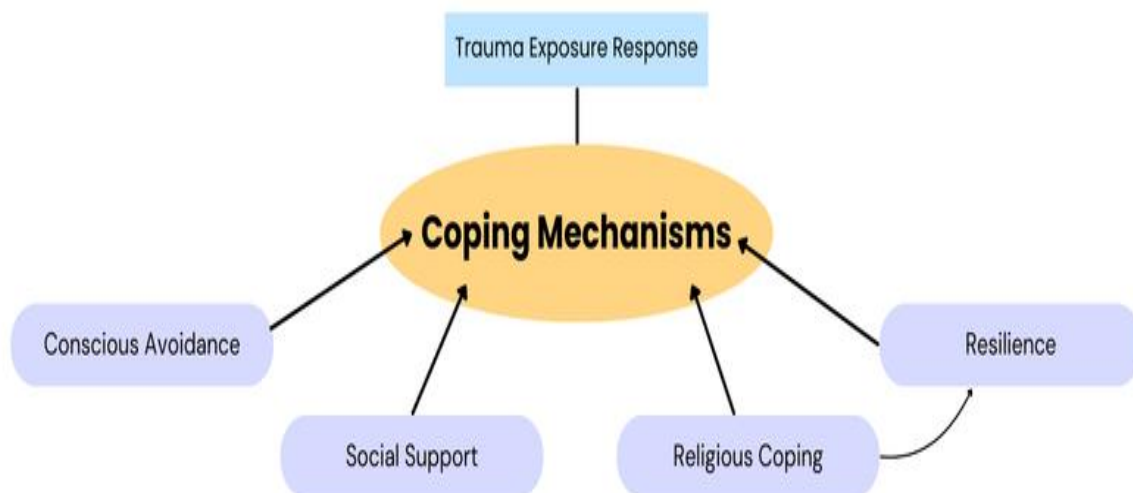 Trauma Exposure Response
Coping Mechanisms
Conscious Avoidance
Resilience
Social Support
Religious Coping